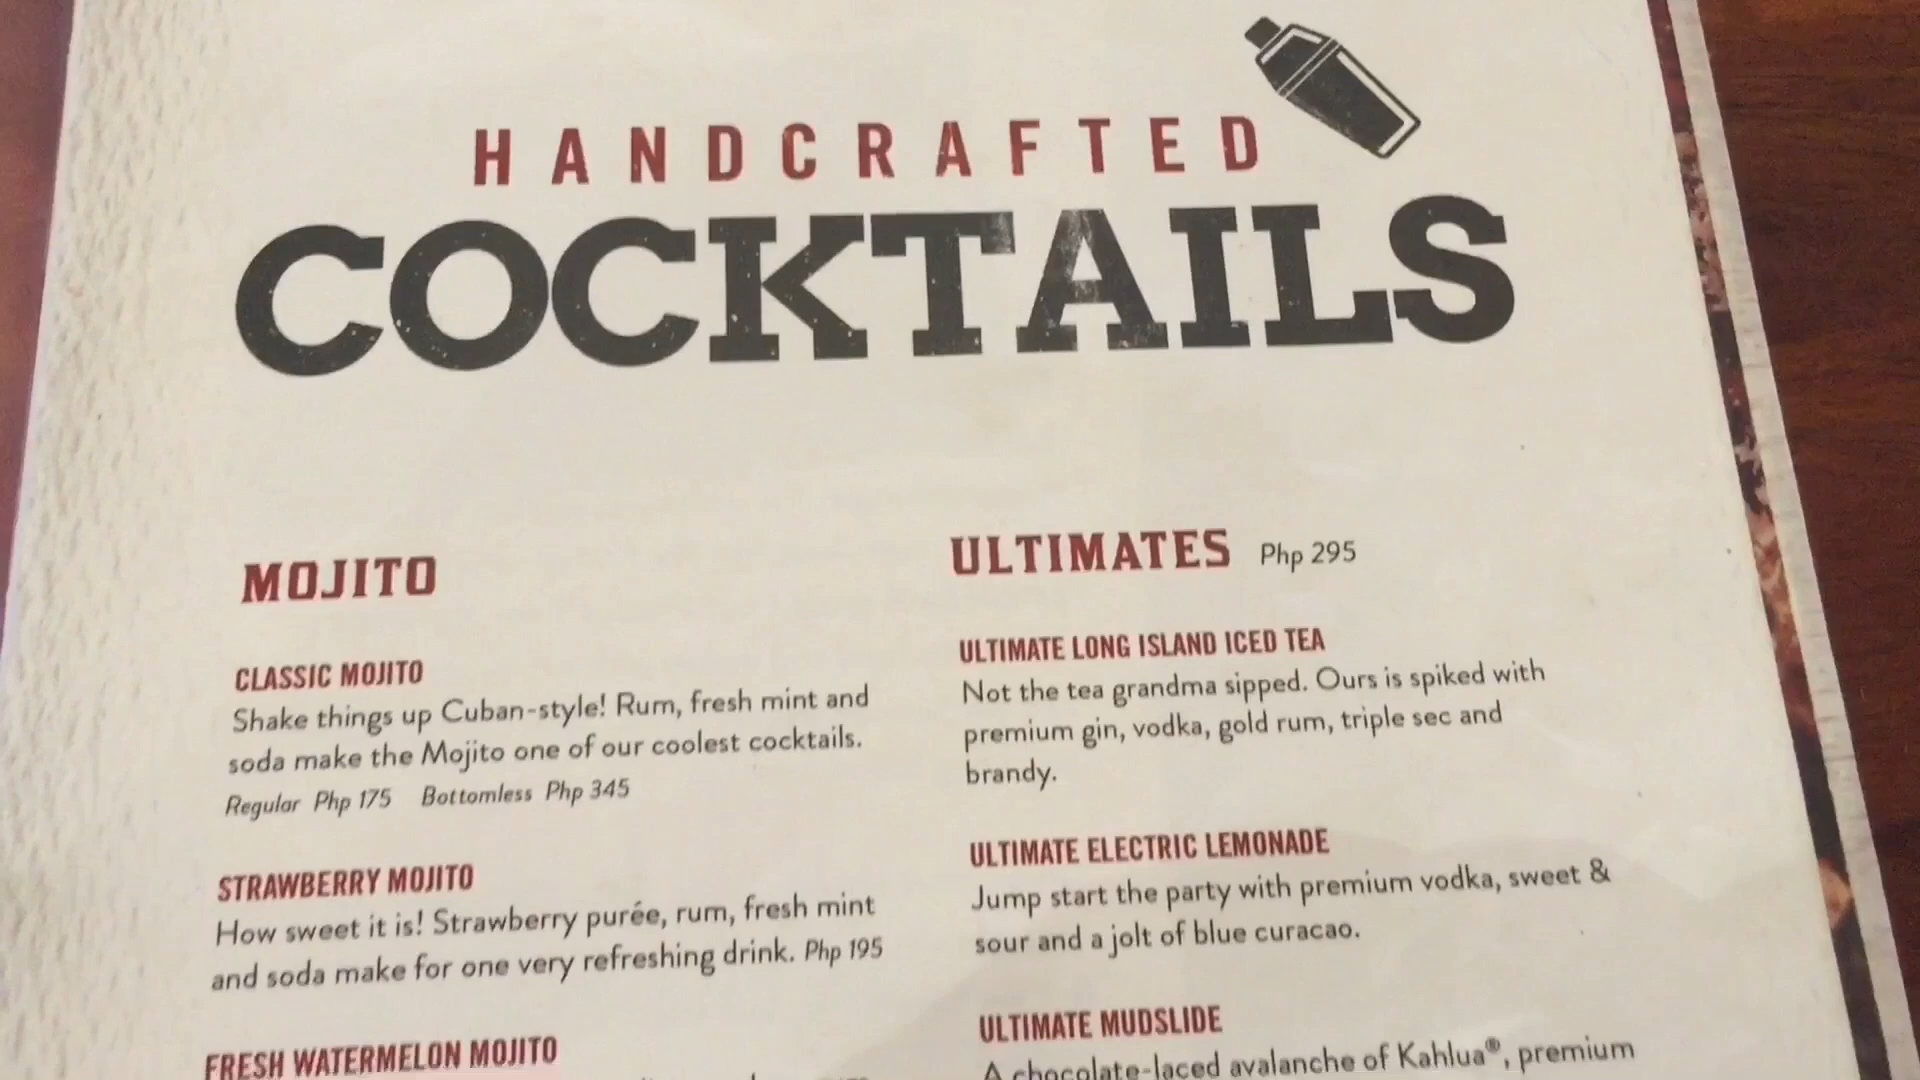 HANDCRAFTED
COCKTAILS
MOJITO
CLASSIC MOJITO
Shake things up Cuban-style! Rum, fresh mint and
soda make the Mojito one of our coolest cocktails.
Regular Php 175 Bottomless Php 345
STRAWBERRY MOJITO
How sweet it is! Strawberry purée, rum, fresh mint
and soda make for one very refreshing drink. Php 195
FRESH WATERMELON MOJITO
ULTIMATES Php 295
ULTIMATE LONG ISLAND ICED TEA
Not the tea grandma sipped. Ours is spiked with
premium gin, vodka, gold rum, triple sec and
brandy.
ULTIMATE ELECTRIC LEMONADE
Jump start the party with premium vodka, sweet &
sour and a jolt of blue curacao.
ULTIMATE MUDSLIDE
A chocolate-laced avalanche of Kahlua®, premium